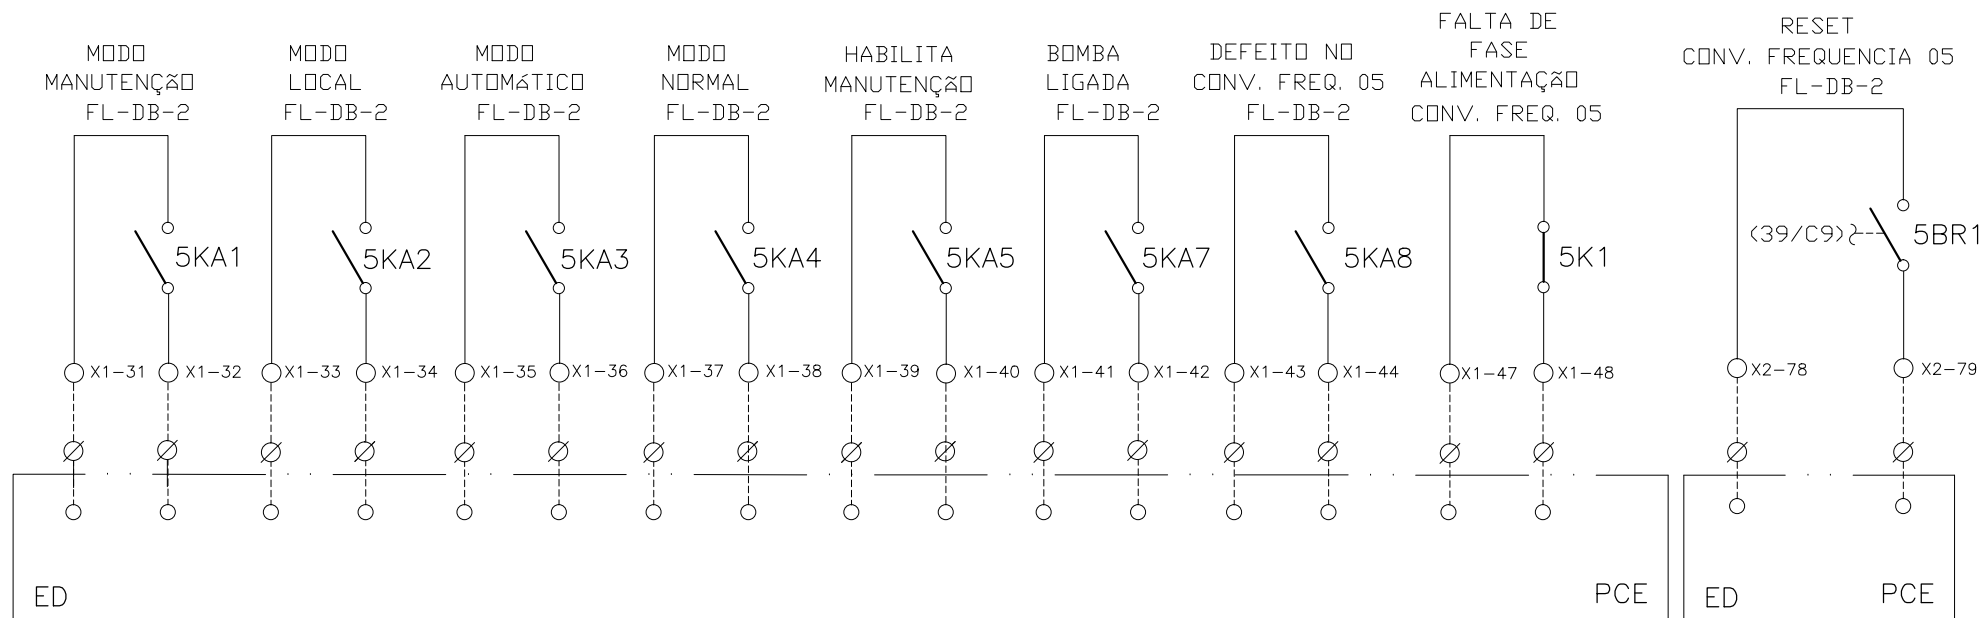 MODO
MANUTENÇÃO
FL-DB-2
MODO
LOCAL
FL-DB-2
MODO
AUTOMáTICO
FL-DB-2
MODO
NORMAL
FL-DB-2
HABILITA
MANUTENÇÃO
FL-DB-2
BOMBA
LIGADA
FL-DB-2
DEFEITO NO
CONV. FREQ. 05
FL-DB-2
FALTA DE
FASE
ALIMENTAÇÃO
CONV. FREQ. 05
RESET
CONV. FREQUENCIA 05
FL-DB-2
5KA1
5KA2
5KA3
5KA4
5KA5
5KA7
5KA8
5K1
(39/C9)
5BR1
X1-31
X1-32
X1-33
X1-34
X1-35
X1-36
X1-37
X1-38
X1-39
X1-40
X1-41
X1-42
X1-43
X1-44
X1-47
X1-48
X2-78
X2-79
ED
PCE
ED
PCE